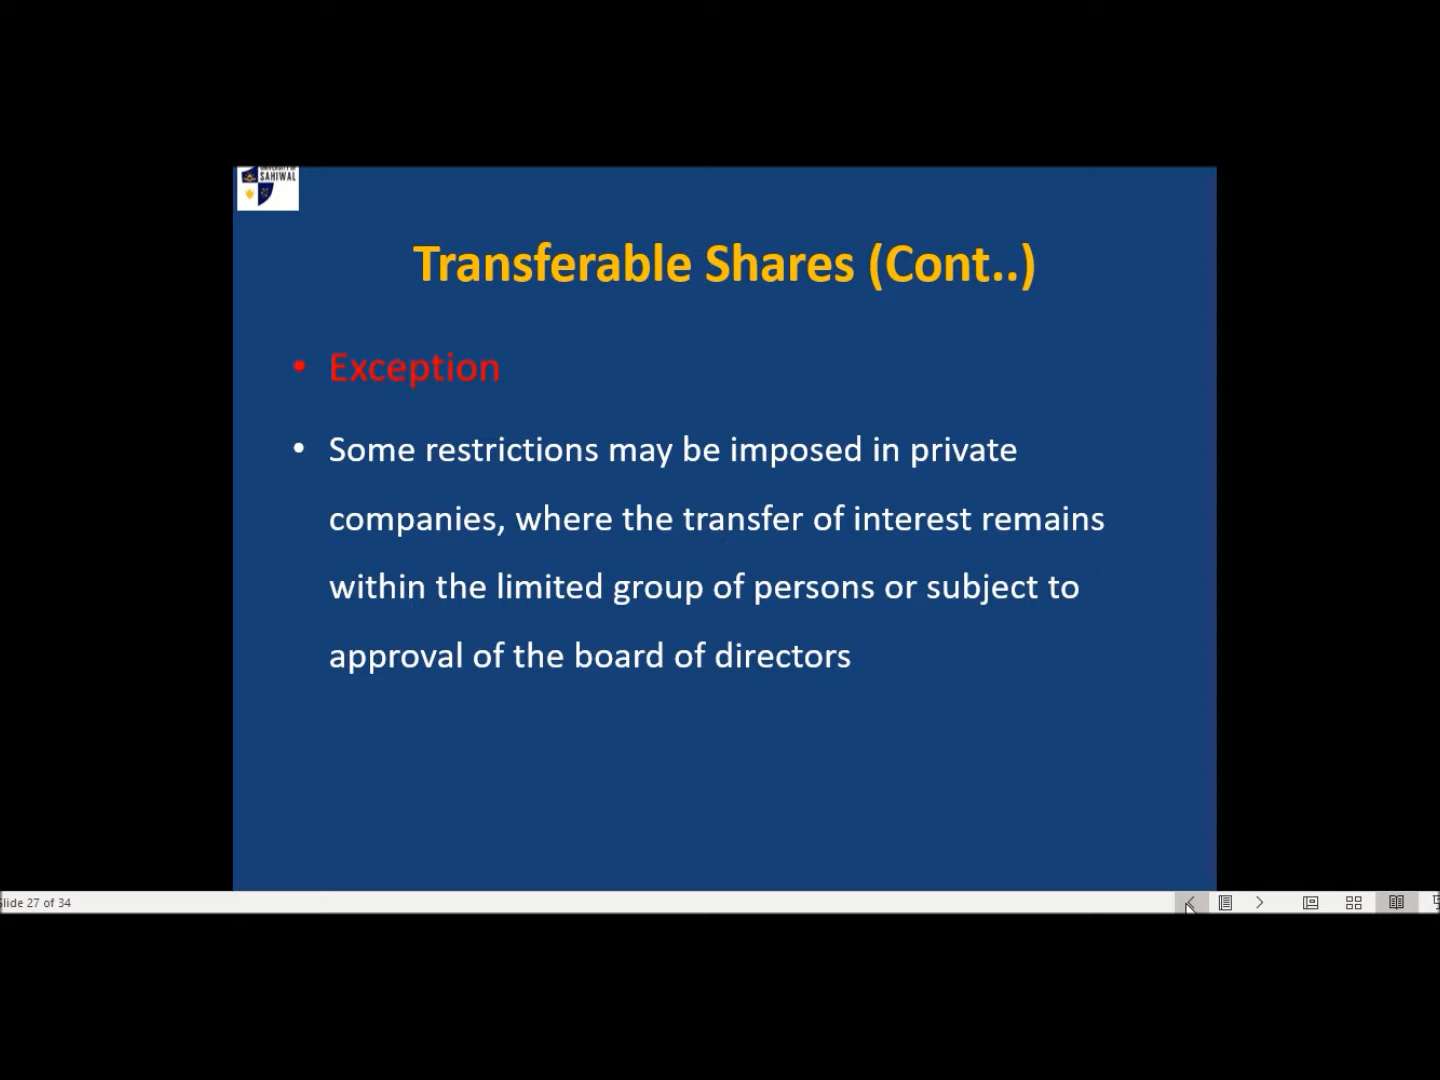 SAHIWAL
Transferable Shares (Cont..)
• Exception
• Some restrictions may be imposed in private
companies, where the transfer of interest remains
within the limited group of persons or subject to
approval of the board of directors
lide 27 of 34